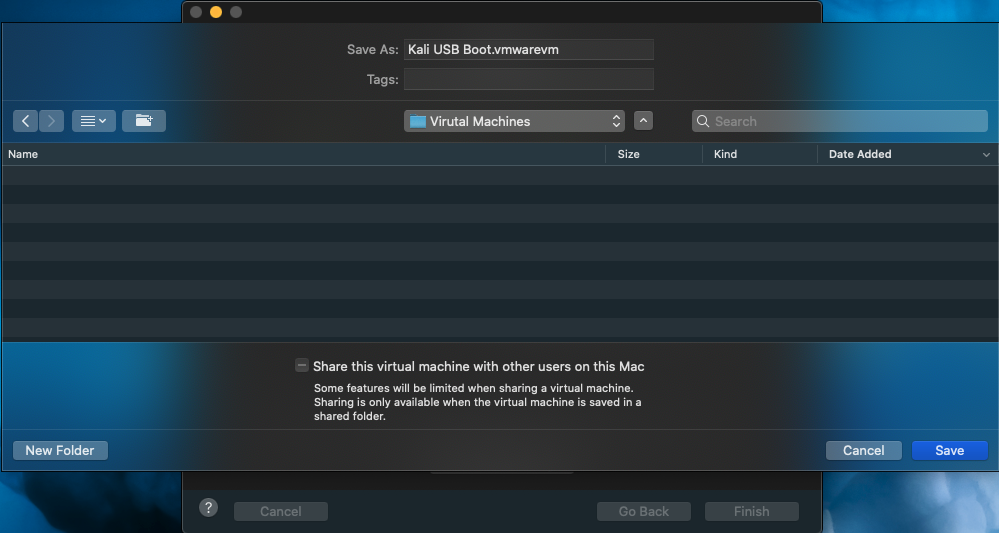 Save As: Kali USB Boot.vmwarevm
Tags:
Virutal Machines
Search
Name Size Kind Date Added
Share this virtual machine with other users on this Mac
Some features will be limited when sharing a virtual machine.
Sharing is only available when the virtual machine is saved in a
shared folder.
New Folder Cancel Save
? Cancel Go Back Finish